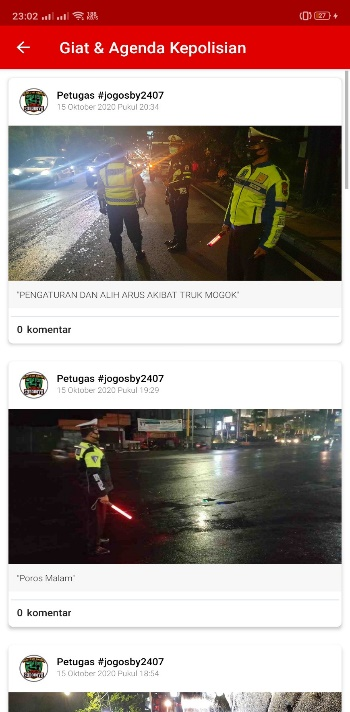 23:02
27
Giat & Agenda Kepolisian
Petugas #jogosby2407
15 Oktober 2020 Pukul 20:34
"PENGATURAN DAN ALIH ARUS AKIBAT TRUK MOGOK"
0 komentar
Petugas #jogosby2407
15 Oktober 2020 Pukul 19:29
"Poros Malam"
0 komentar
Petugas #jogosby2407
15 Oktober 2020 Pukul 18:54